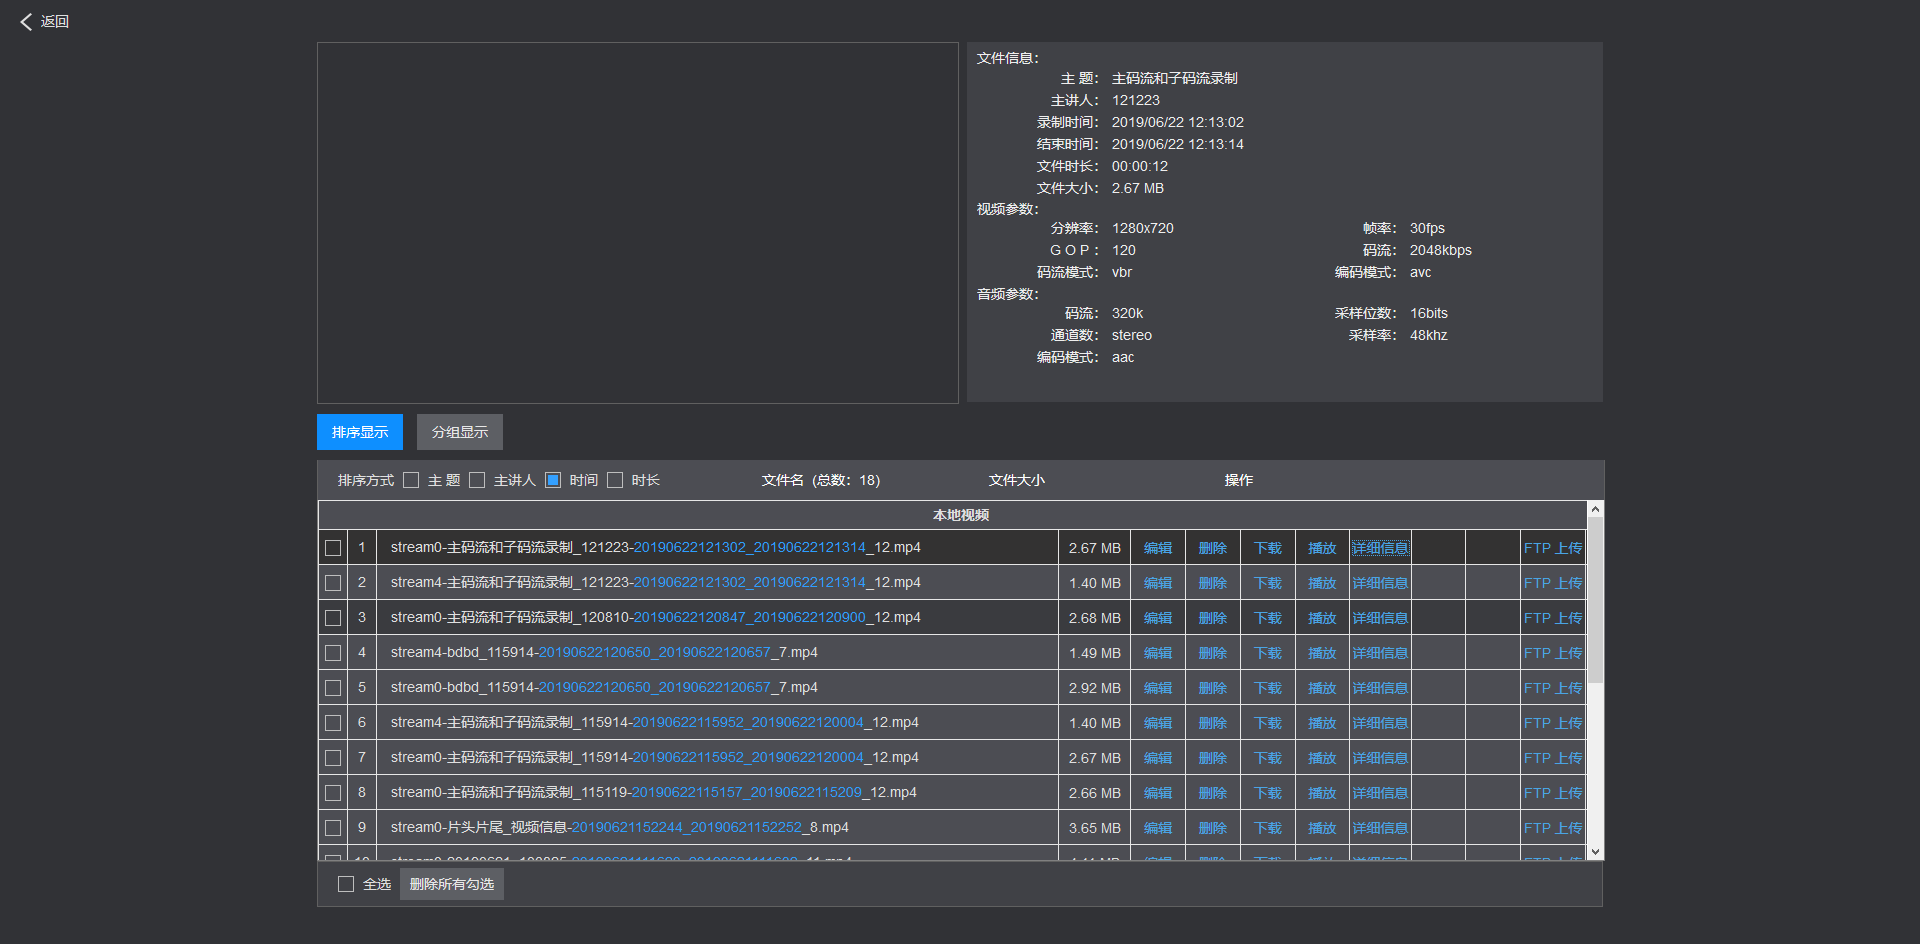 返回
文件信息：
主 题： 主码流和子码流录制
主讲人： 121223
录制时间： 2019/06/22 12:13:02
结束时间： 2019/06/22 12:13:14
文件时长： 00:00:12
文件大小： 2.67 MB
视频参数：
分辨率： 1280x720 帧率： 30fps
G O P： 120 码流： 2048kbps
码流模式： vbr 编码模式： avc
音频参数：
码流： 320k 采样位数： 16bits
通道数： stereo 采样率： 48khz
编码模式： aac
排序显示 分组显示
排序方式 主 题 主讲人 时间 时长 文件名 (总数：18) 文件大小 操作
本地视频
1 stream0-主码流和子码流录制_121223-20190622121302_20190622121314_12.mp4 2.67 MB 编辑 删除 下载 播放 详细信息 FTP 上传
2 stream4-主码流和子码流录制_121223-20190622121302_20190622121314_12.mp4 1.40 MB 编辑 删除 下载 播放 详细信息 FTP 上传
3 stream0-主码流和子码流录制_120810-20190622120847_20190622120900_12.mp4 2.68 MB 编辑 删除 下载 播放 详细信息 FTP 上传
4 stream4-bdbd_115914-20190622120650_20190622120657_7.mp4 1.49 MB 编辑 删除 下载 播放 详细信息 FTP 上传
5 stream0-bdbd_115914-20190622120650_20190622120657_7.mp4 2.92 MB 编辑 删除 下载 播放 详细信息 FTP 上传
6 stream4-主码流和子码流录制_115914-20190622115952_20190622120004_12.mp4 1.40 MB 编辑 删除 下载 播放 详细信息 FTP 上传
7 stream0-主码流和子码流录制_115914-20190622115952_20190622120004_12.mp4 2.67 MB 编辑 删除 下载 播放 详细信息 FTP 上传
8 stream0-主码流和子码流录制_115119-20190622115157_20190622115209_12.mp4 2.66 MB 编辑 删除 下载 播放 详细信息 FTP 上传
9 stream0-片头片尾_视频信息-20190621152244_20190621152252_8.mp4 3.65 MB 编辑 删除 下载 播放 详细信息 FTP 上传
全选 删除所有勾选